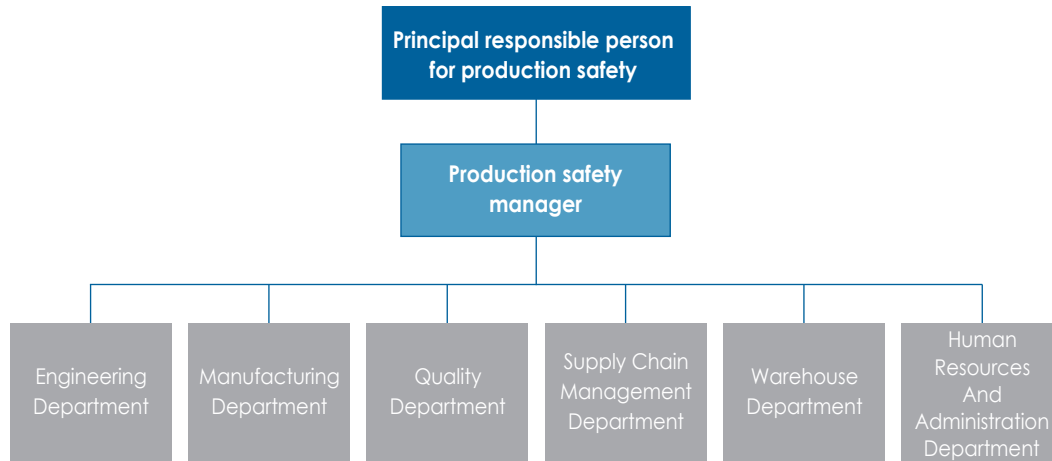 Principal responsible person
for production safety
Production safety
manager
Engineering
Department
Manufacturing
Department
Quality
Department
Supply Chain
Management
Department
Warehouse
Department
Human
Resources
And
Administration
Department